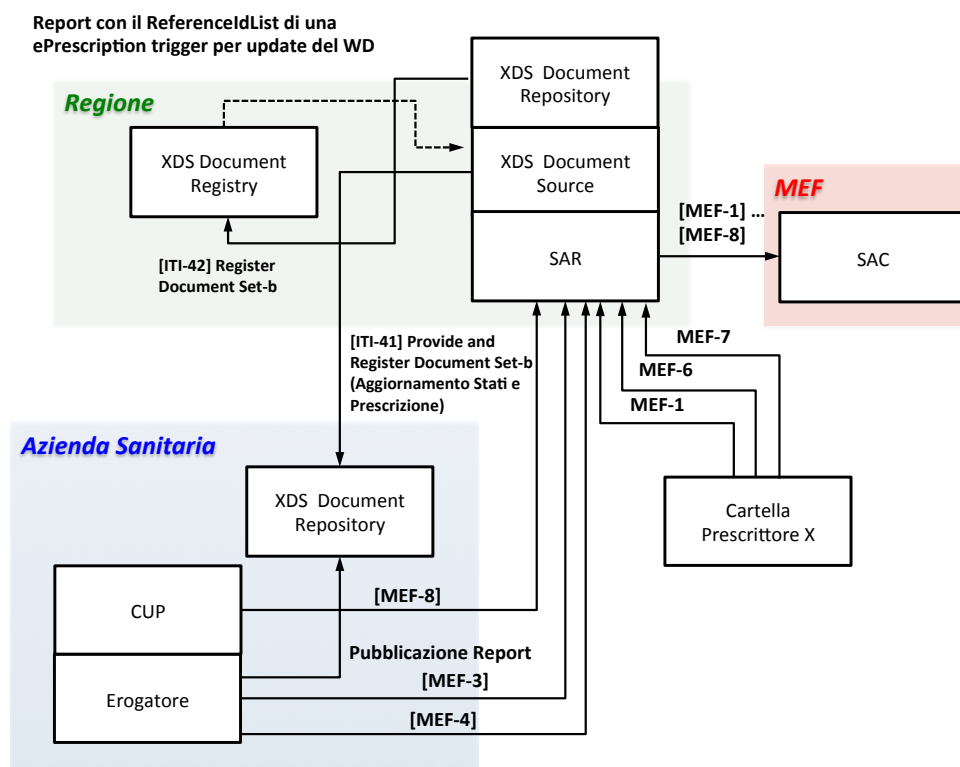 Report con il ReferenceIdList di una
ePrescription trigger per update del WD
XDS Document
Repository
Regione
XDS Document
Registry
XDS Document
Source
MEF
[MEF-1] ...
[MEF-8]
SAR
SAC
[ITI-42] Register
Document Set-b
[ITI-41] Provide and
Register Document Set-b
(Aggiornamento Stati e
Prescrizione)
MEF-7
MEF-6
MEF-1
Azienda Sanitaria
XDS Document
Repository
Cartella
Prescrittore X
CUP
[MEF-8]
Pubblicazione Report
Erogatore
[MEF-3]
[MEF-4]